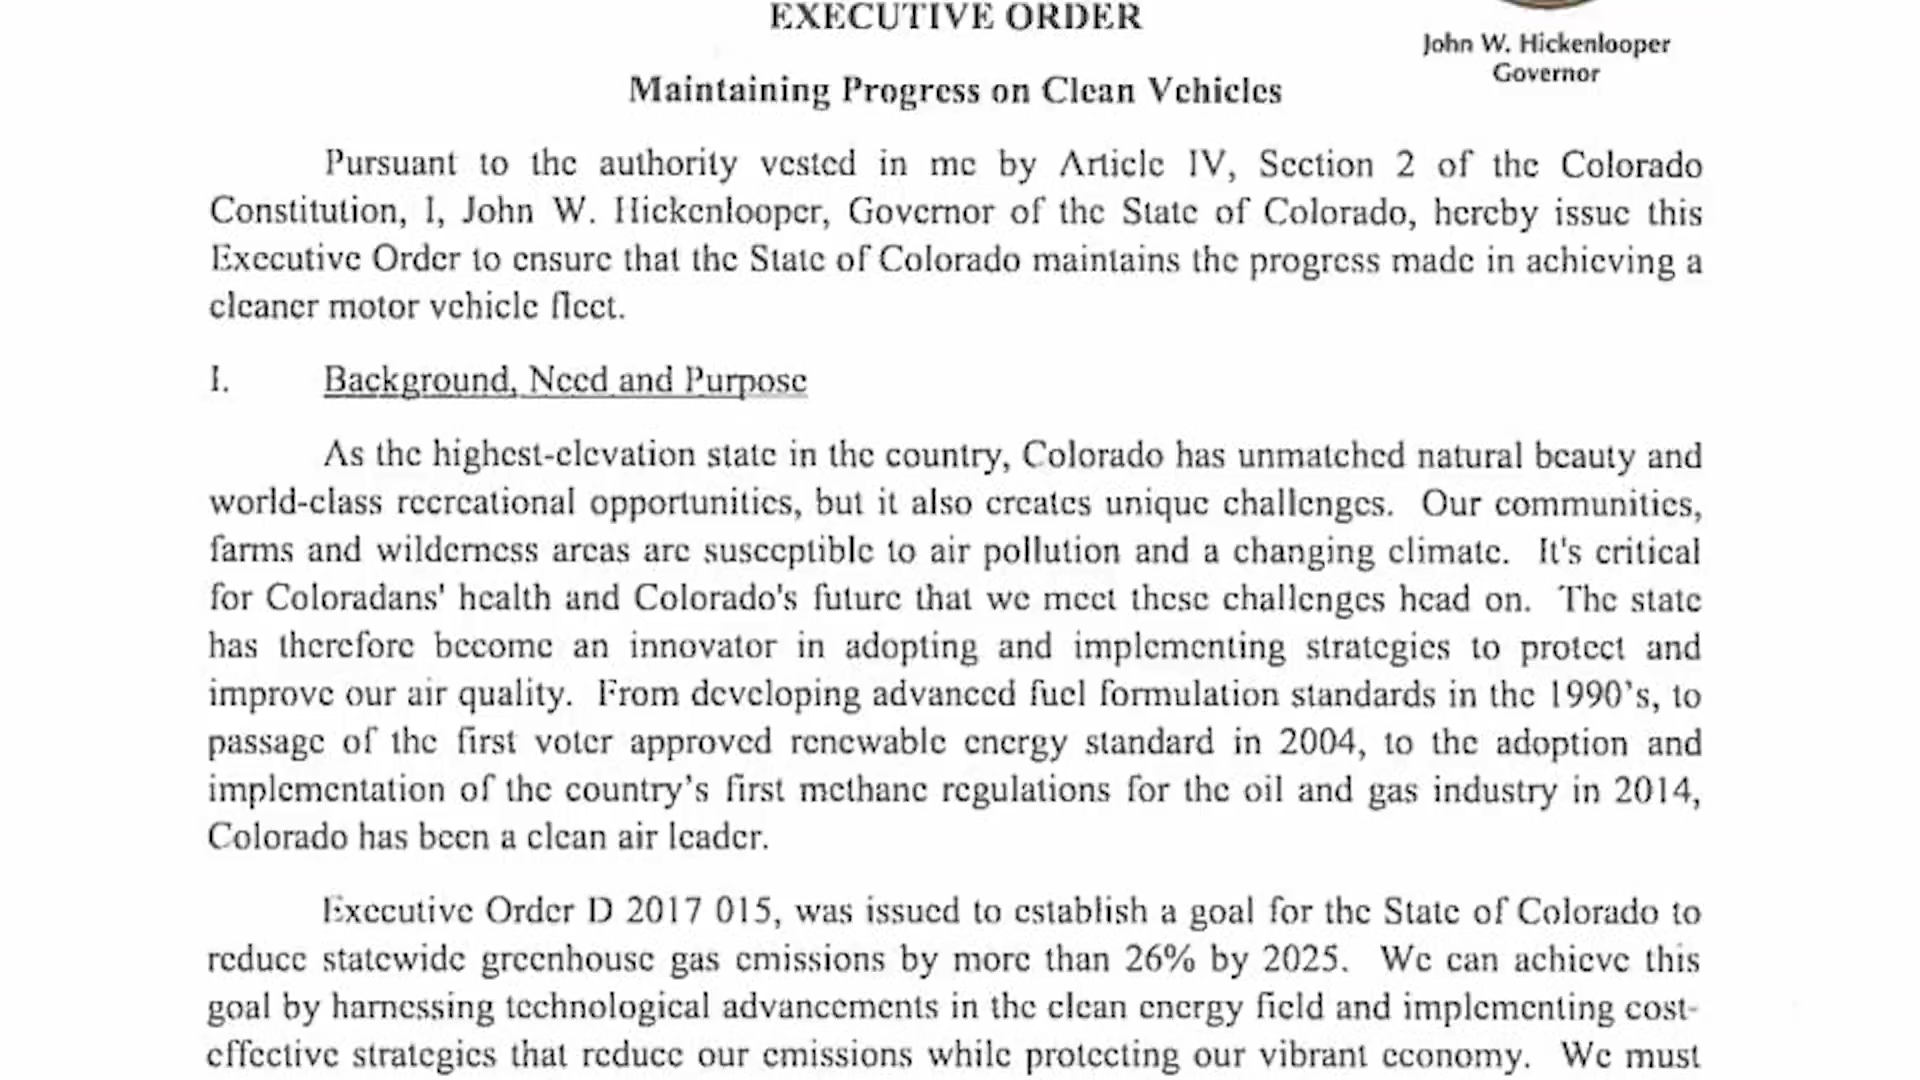 EXECUTIVE ORDER
John W. Hickenlooper
Governor
Maintaining Progress on Clean Vehicles
Pursuant to the authority vested in me by Article IV, Section 2 of the Colorado
Constitution, I, John W. Hickenlooper, Governor of the State of Colorado, hereby issue this
Executive Order to ensure that the State of Colorado maintains the progress made in achieving a
cleaner motor vehicle fleet.
I. Background, Need and Purpose
As the highest-elevation state in the country, Colorado has unmatched natural beauty and
world-class recreational opportunities, but it also creates unique challenges. Our communities,
farms and wilderness areas are susceptible to air pollution and a changing climate. It's critical
for Coloradans' health and Colorado's future that we meet these challenges head on. The state
has therefore become an innovator in adopting and implementing strategies to protect and
improve our air quality. From developing advanced fuel formulation standards in the 1990's, to
passage of the first voter approved renewable energy standard in 2004, to the adoption and
implementation of the country's first methane regulations for the oil and gas industry in 2014,
Colorado has been a clean air leader.
Executive Order D 2017 015, was issued to establish a goal for the State of Colorado to
reduce statewide greenhouse gas emissions by more than 26% by 2025. We can achieve this
goal by harnessing technological advancements in the clean energy field and implementing cost-
effective strategies that reduce our emissions while protecting our vibrant economy. We must